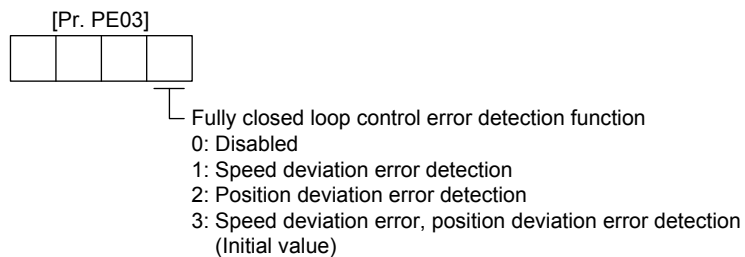 [Pr. PE03]
Fully closed loop control error detection function
0: Disabled
1: Speed deviation error detection
2: Position deviation error detection
3: Speed deviation error, position deviation error detection
(Initial value)